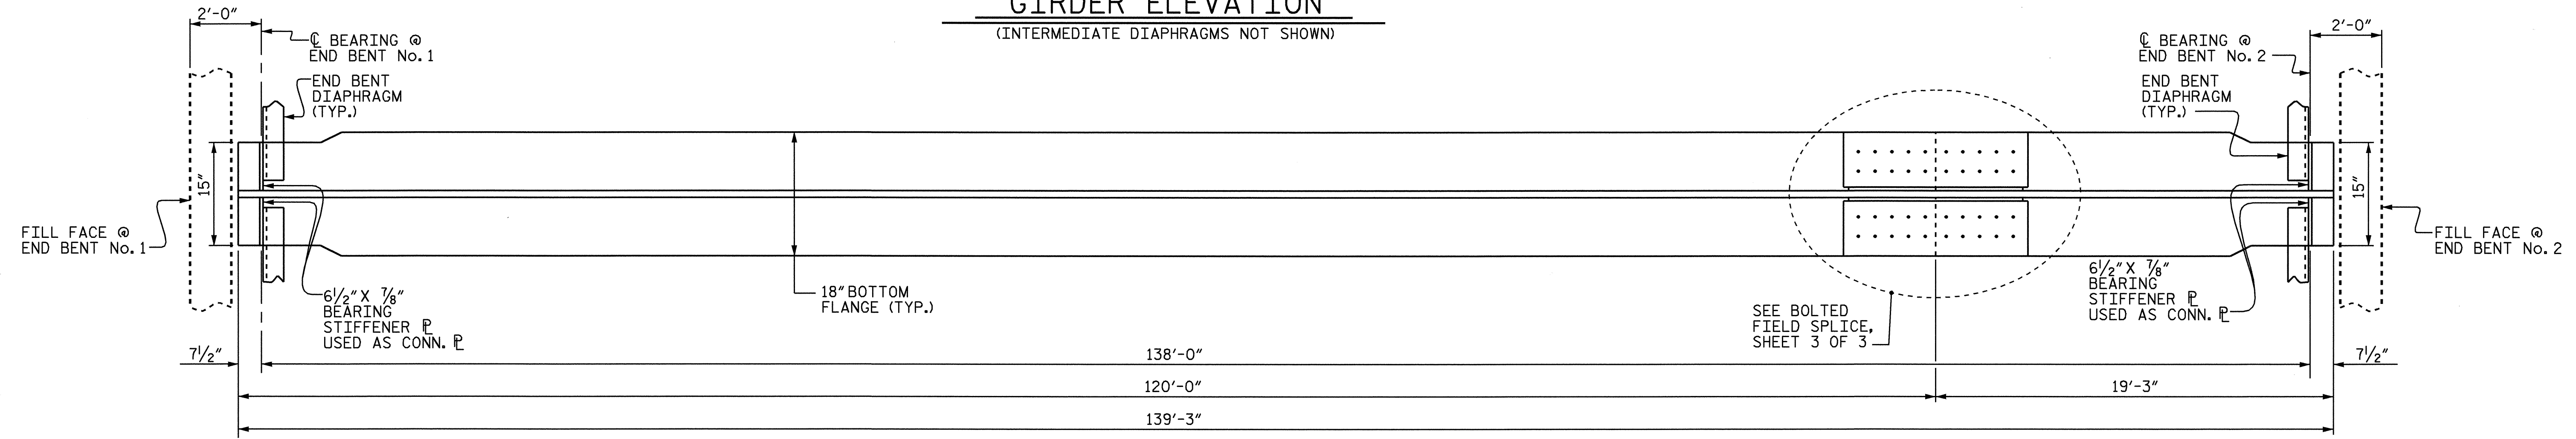 GIRDER ELEVATION
(INTERMEDIATE DIAPHRAGMS NOT SHOWN)
2'-0"
℄ BEARING @
END BENT No. 1
END BENT
DIAPHRAGM
(TYP.)
℄ BEARING @
END BENT No. 2
2'-0"
END BENT
DIAPHRAGM
(TYP.)
15"
15"
FILL FACE @
END BENT No. 1
FILL FACE @
END BENT No. 2
6½" X ⅞"
BEARING
STIFFENER ℙL
USED AS CONN. ℙL
18" BOTTOM
FLANGE (TYP.)
SEE BOLTED
FIELD SPLICE,
SHEET 3 OF 3
6½" X ⅞"
BEARING
STIFFENER ℙL
USED AS CONN. ℙL
7½"
138'-0"
7½"
120'-0"
19'-3"
139'-3"